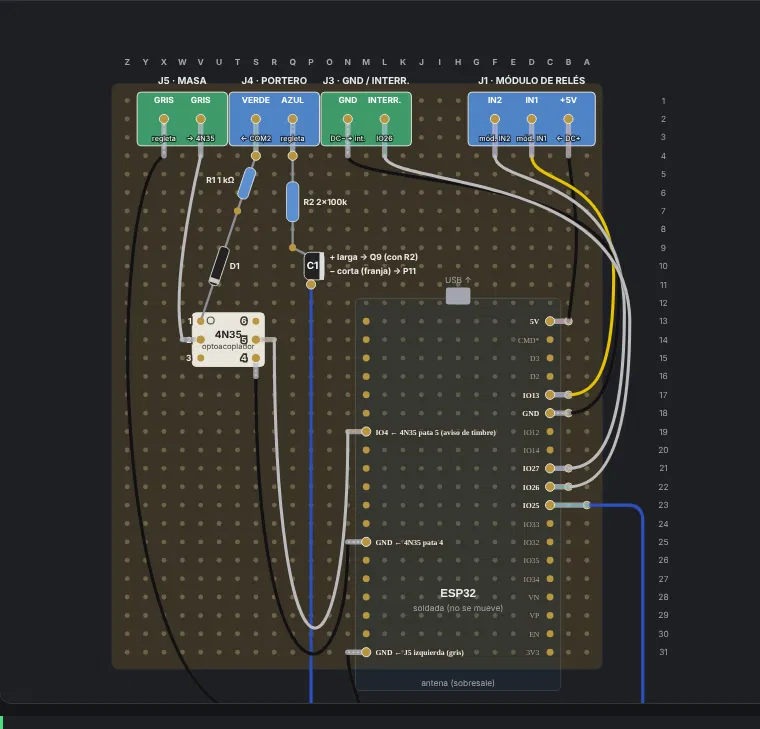 Z Y X W V U T S R Q P O N M L K J I H G F E D C B A
J5 · MASA J4 · PORTERO J3 · GND / INTERR. J1 · MÓDULO DE RELÉS
GRIS GRIS VERDE AZUL GND INTERR. IN2 IN1 +5V
1
2
regleta → 4N35 ← COM2 regleta DC− + int. IO26 mód. IN2 mód. IN1 ← DC+
3
4
R1 1 kΩ
5
6
R2 2×100k
7
8
+ larga → Q9 (con R2)
9
D1
C1
− corta (franja) → P11
10
USB ↑
11
12
1 6
5V
13
4N35
2 5
CMD*
14
optoacoplador
3 4
D3
15
D2
16
IO13
17
GND
18
IO4 ← 4N35 pata 5 (aviso de timbre)
IO12
19
IO14
20
IO27
21
IO26
22
IO25
23
IO33
24
GND ← 4N35 pata 4
IO32
25
IO35
26
IO34
27
ESP32
VN
28
soldada (no se mueve)
VP
29
EN
30
GND ← J5 izquierda (gris)
3V3
31
antena (sobresale)